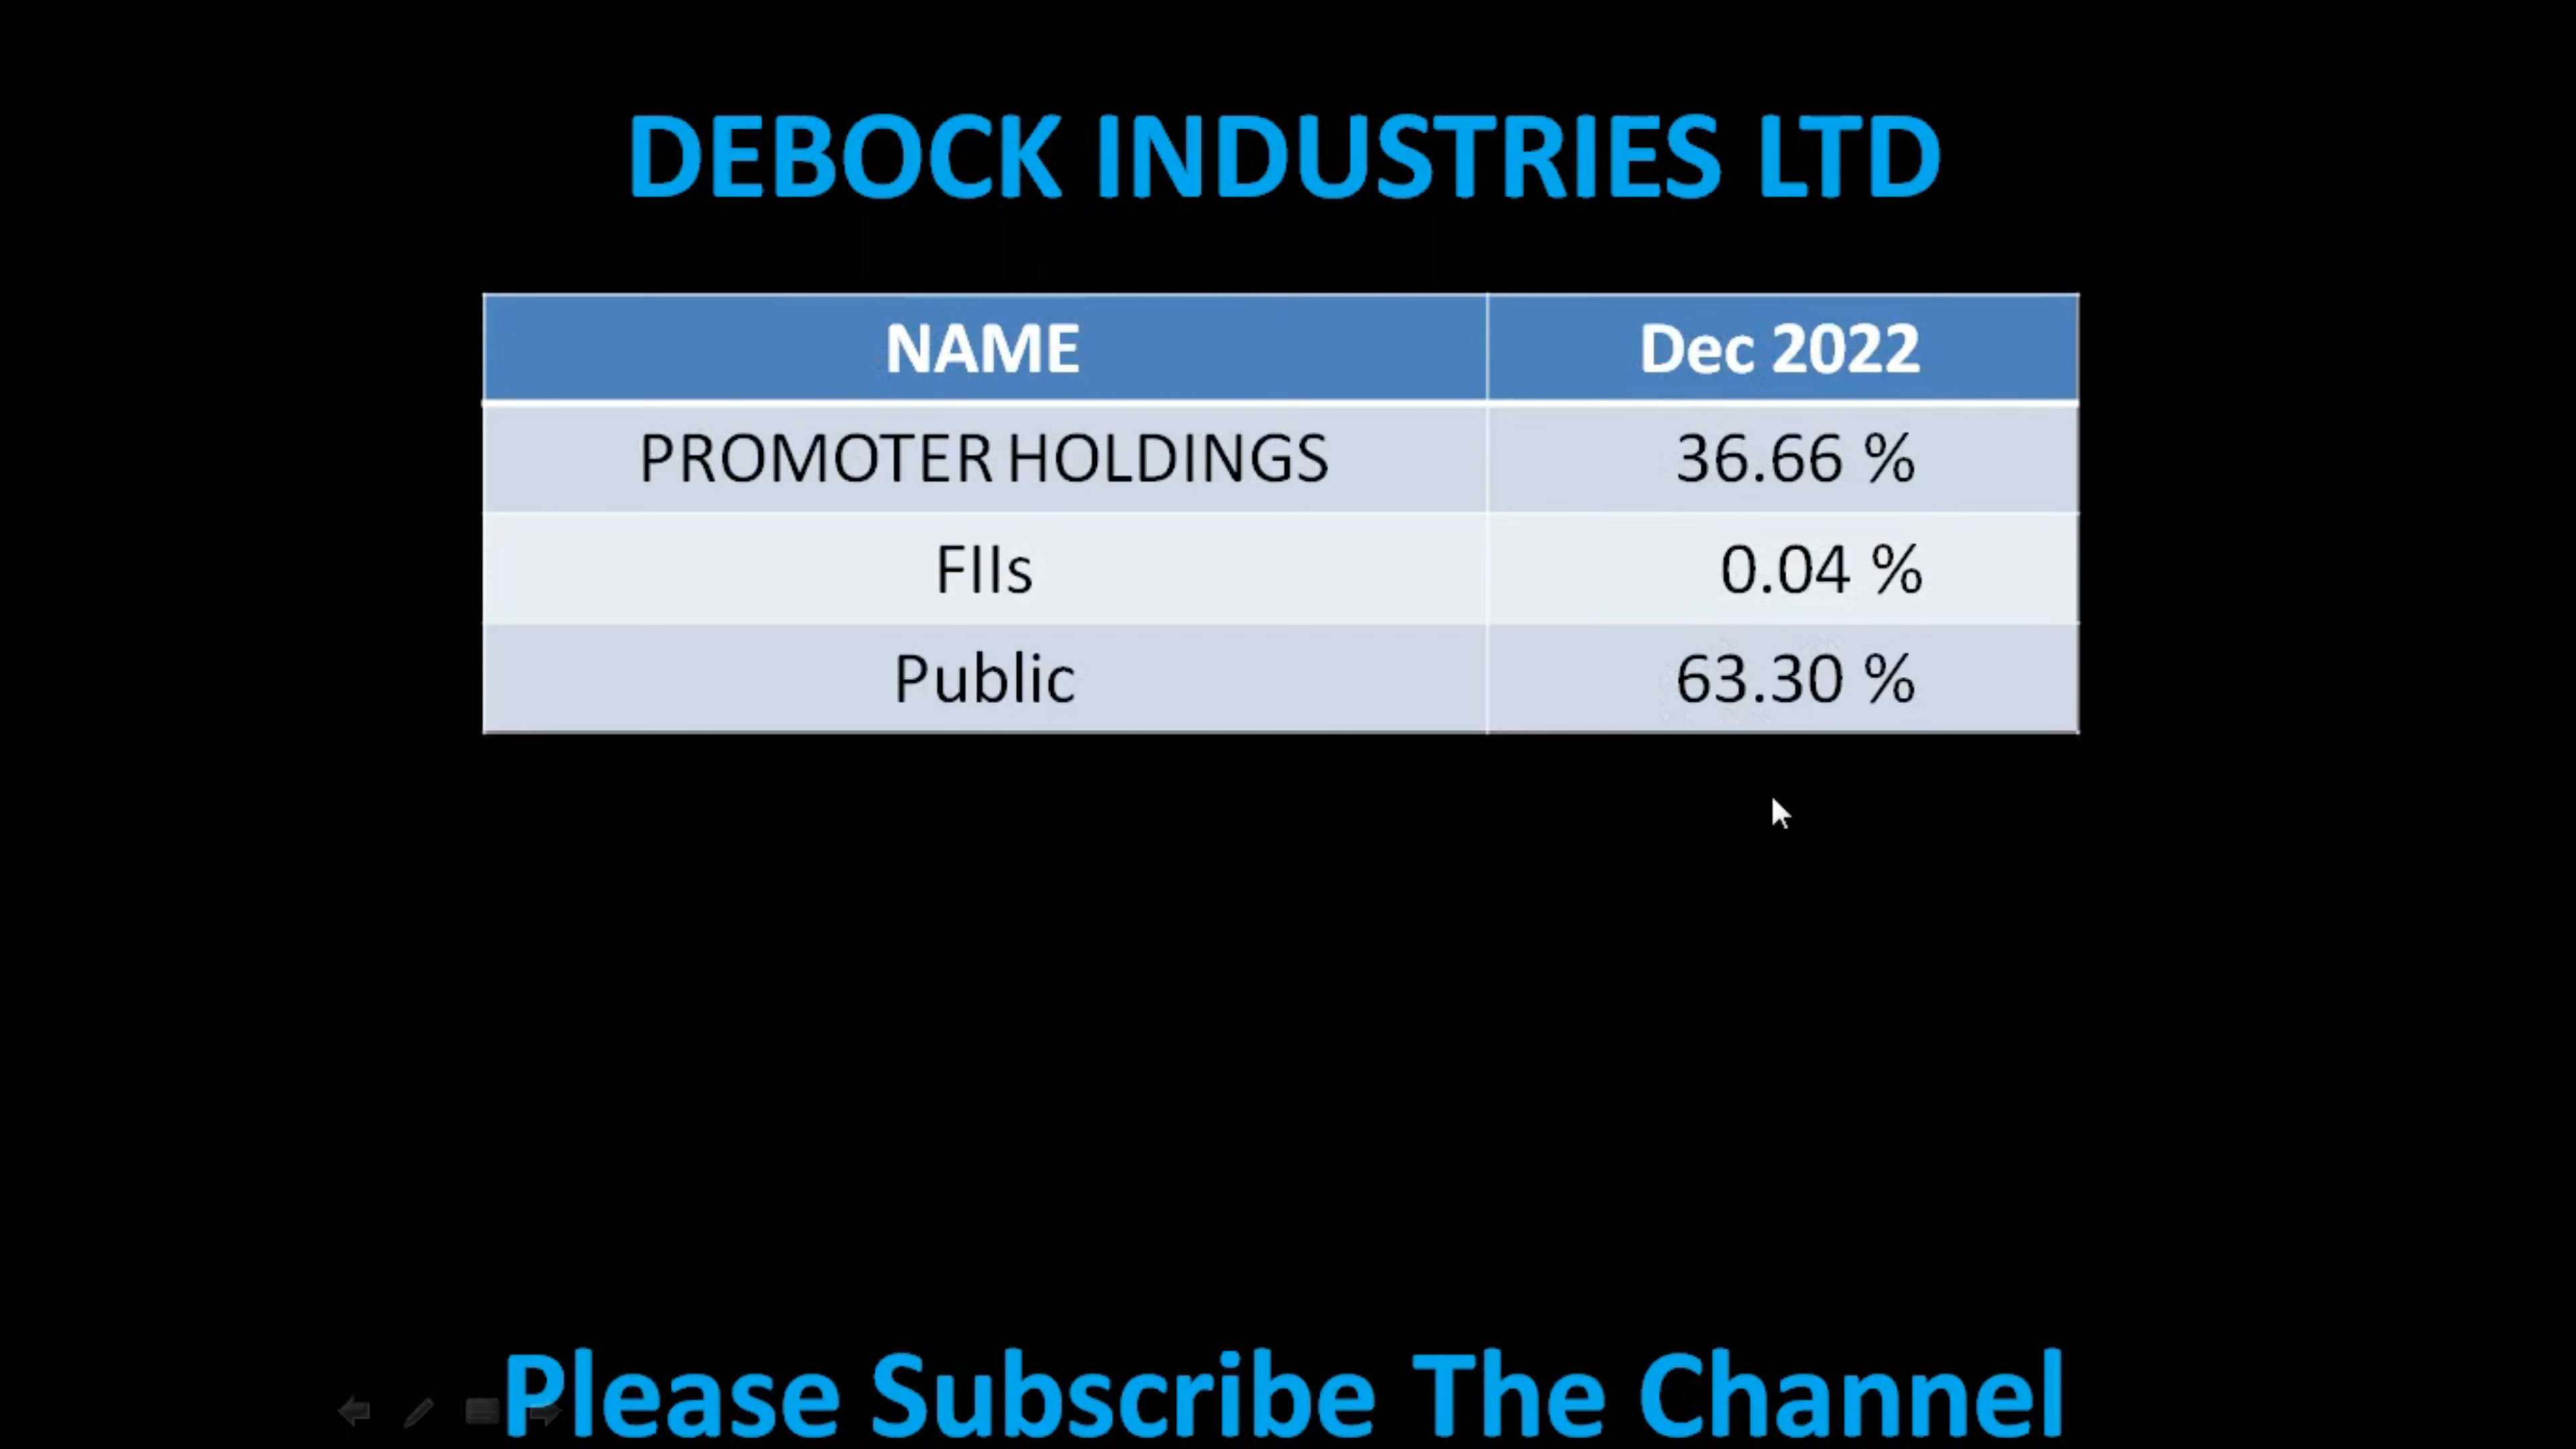 DEBOCK INDUSTRIES LTD
NAME Dec 2022
PROMOTER HOLDINGS 36.66 %
FIIs 0.04 %
Public 63.30 %
Please Subscribe The Channel